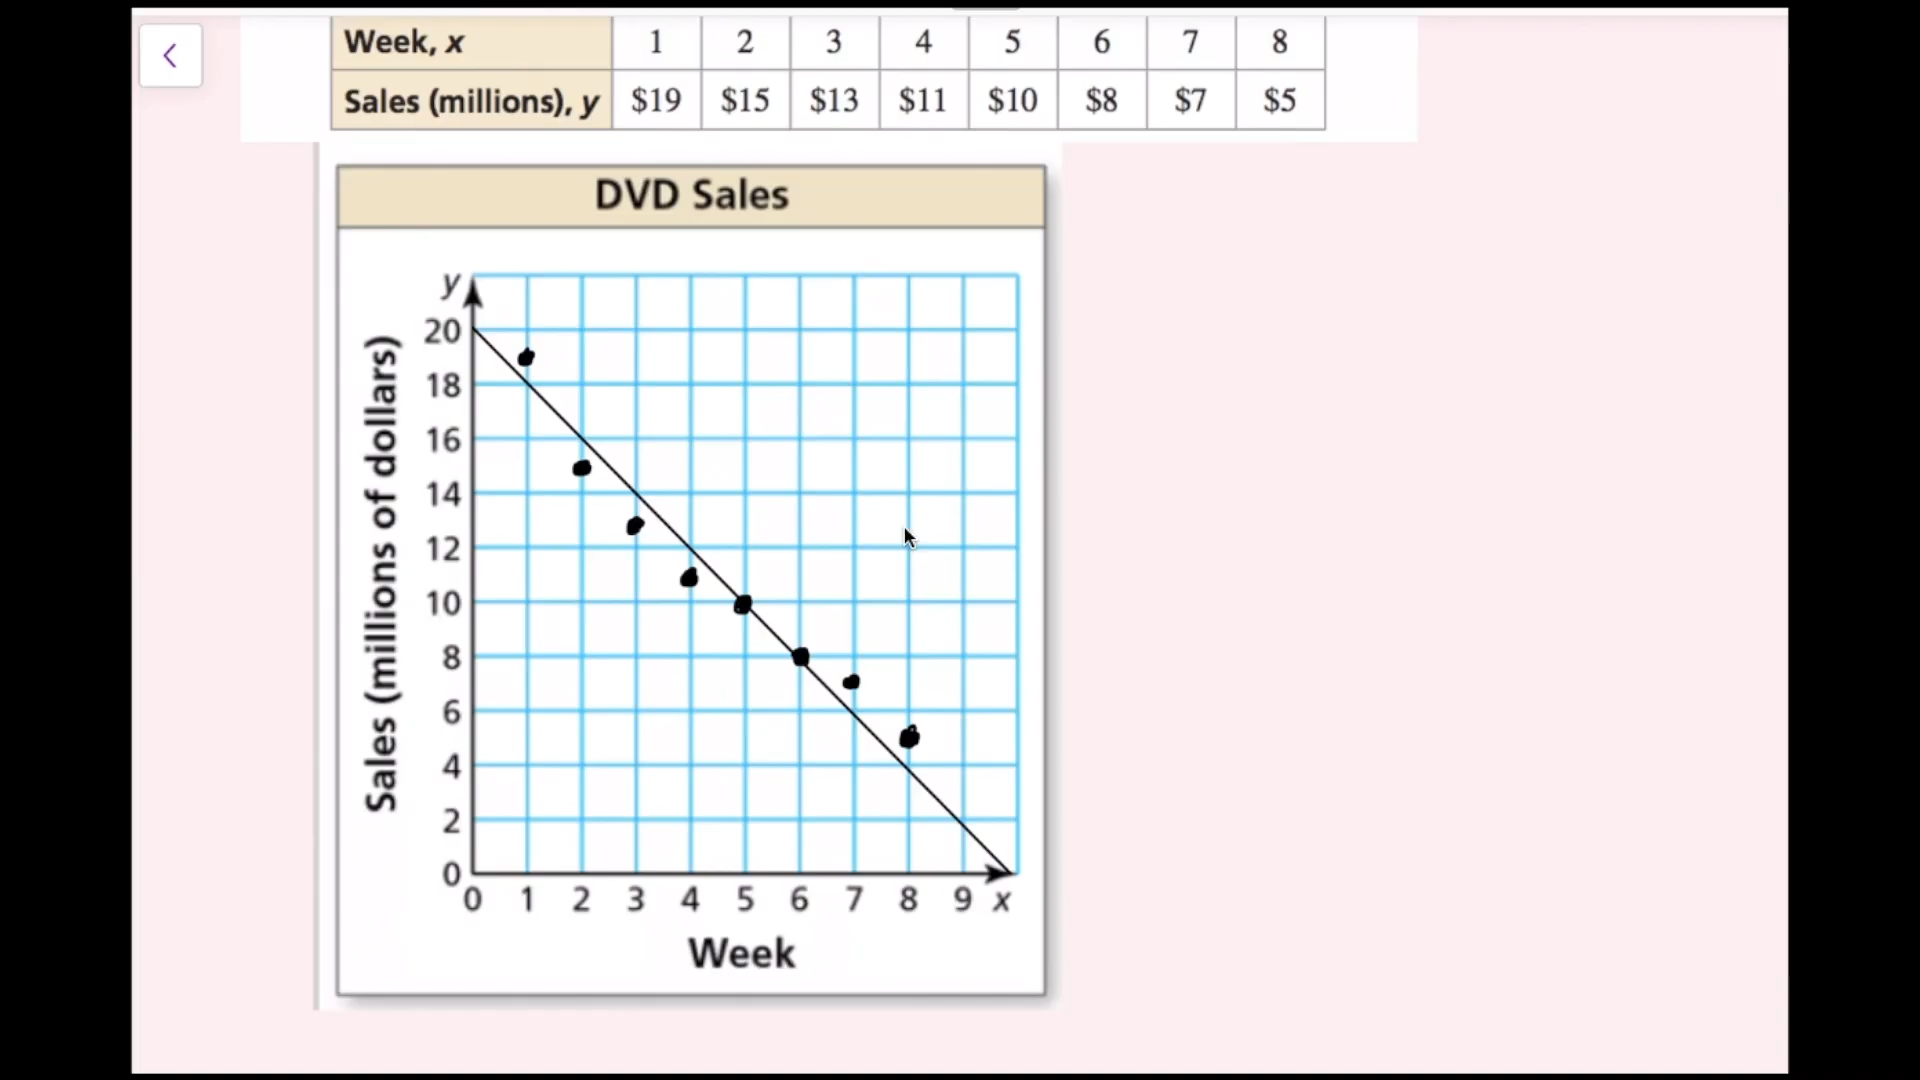 Week, x 1 2 3 4 5 6 7 8
Sales (millions), y $19 $15 $13 $11 $10 $8 $7 $5
DVD Sales
y
20
18
16
14
12
10
8
6
4
2
0
Sales (millions of dollars)
0 1 2 3 4 5 6 7 8 9 x
Week